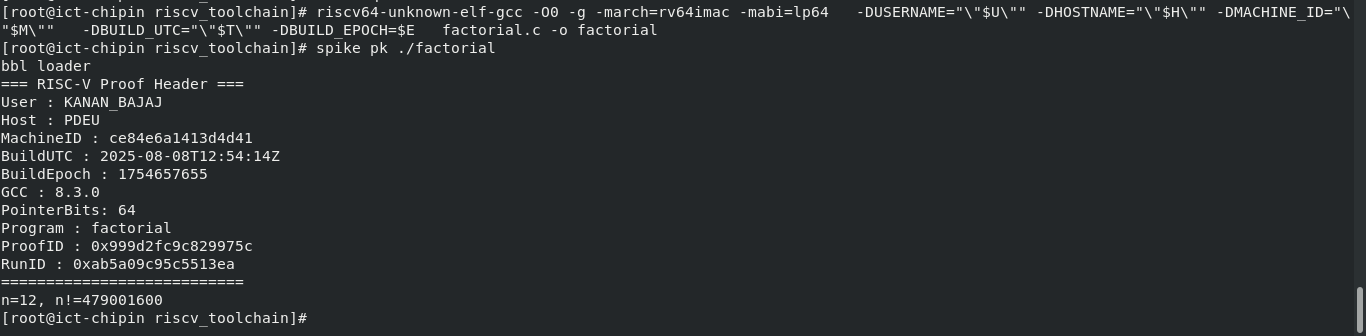 [root@ict-chipin riscv_toolchain]# riscv64-unknown-elf-gcc -O0 -g -march=rv64imac -mabi=lp64   -DUSERNAME="\"$U\"" -DHOSTNAME="\"$H\"" -DMACHINE_ID="\
"$M\""   -DBUILD_UTC="\"$T\"" -DBUILD_EPOCH=$E   factorial.c -o factorial
[root@ict-chipin riscv_toolchain]# spike pk ./factorial
bbl loader
=== RISC-V Proof Header ===
User : KANAN_BAJAJ
Host : PDEU
MachineID : ce84e6a1413d4d41
BuildUTC : 2025-08-08T12:54:14Z
BuildEpoch : 1754657655
GCC : 8.3.0
PointerBits: 64
Program : factorial
ProofID : 0x999d2fc9c829975c
RunID : 0xab5a09c95c5513ea
===========================
n=12, n!=479001600
[root@ict-chipin riscv_toolchain]#